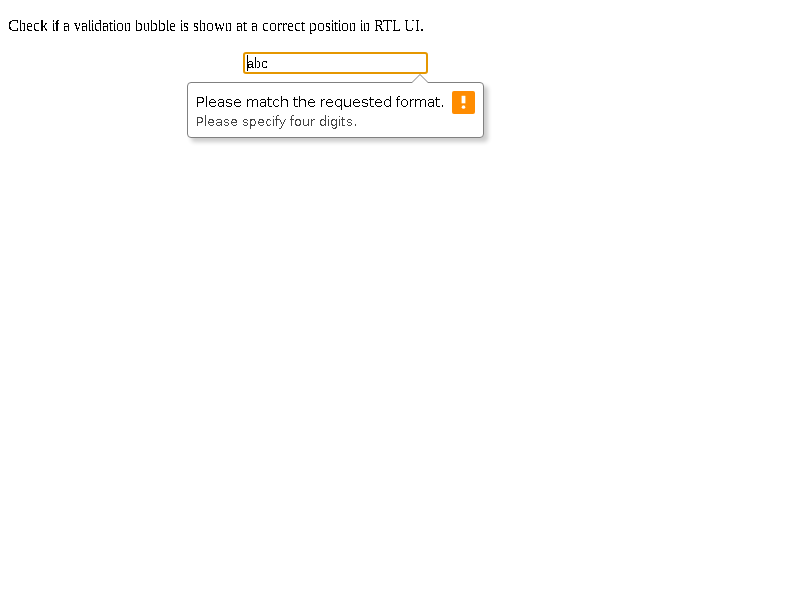 Check if a validation bubble is shown at a correct position in RTL UI.
abc
Please match the requested format.
Please specify four digits.